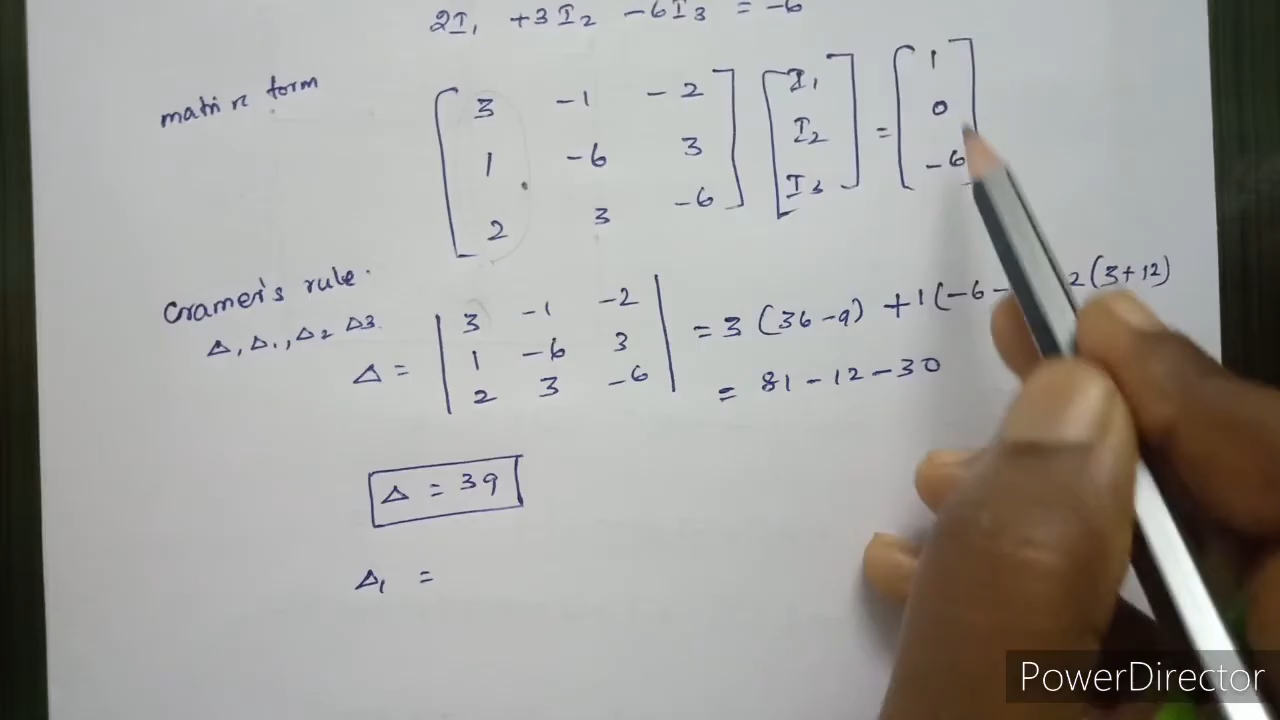 2I₁ +3I₂ -6I₃ = -6
matrix form
[3 -1 -2] [I₁] = [1]
[1 -6 3] [I₂] [0]
[2 3 -6] [I₃] [-6]
Cramer's rule.
Δ, Δ₁, Δ₂ Δ3.
Δ = |3 -1 -2| = 3 (36-9) +1(-6- 2(3+12)
|1 -6 3| = 81-12-30
|2 3 -6|
Δ = 39
Δ₁ =
PowerDirector